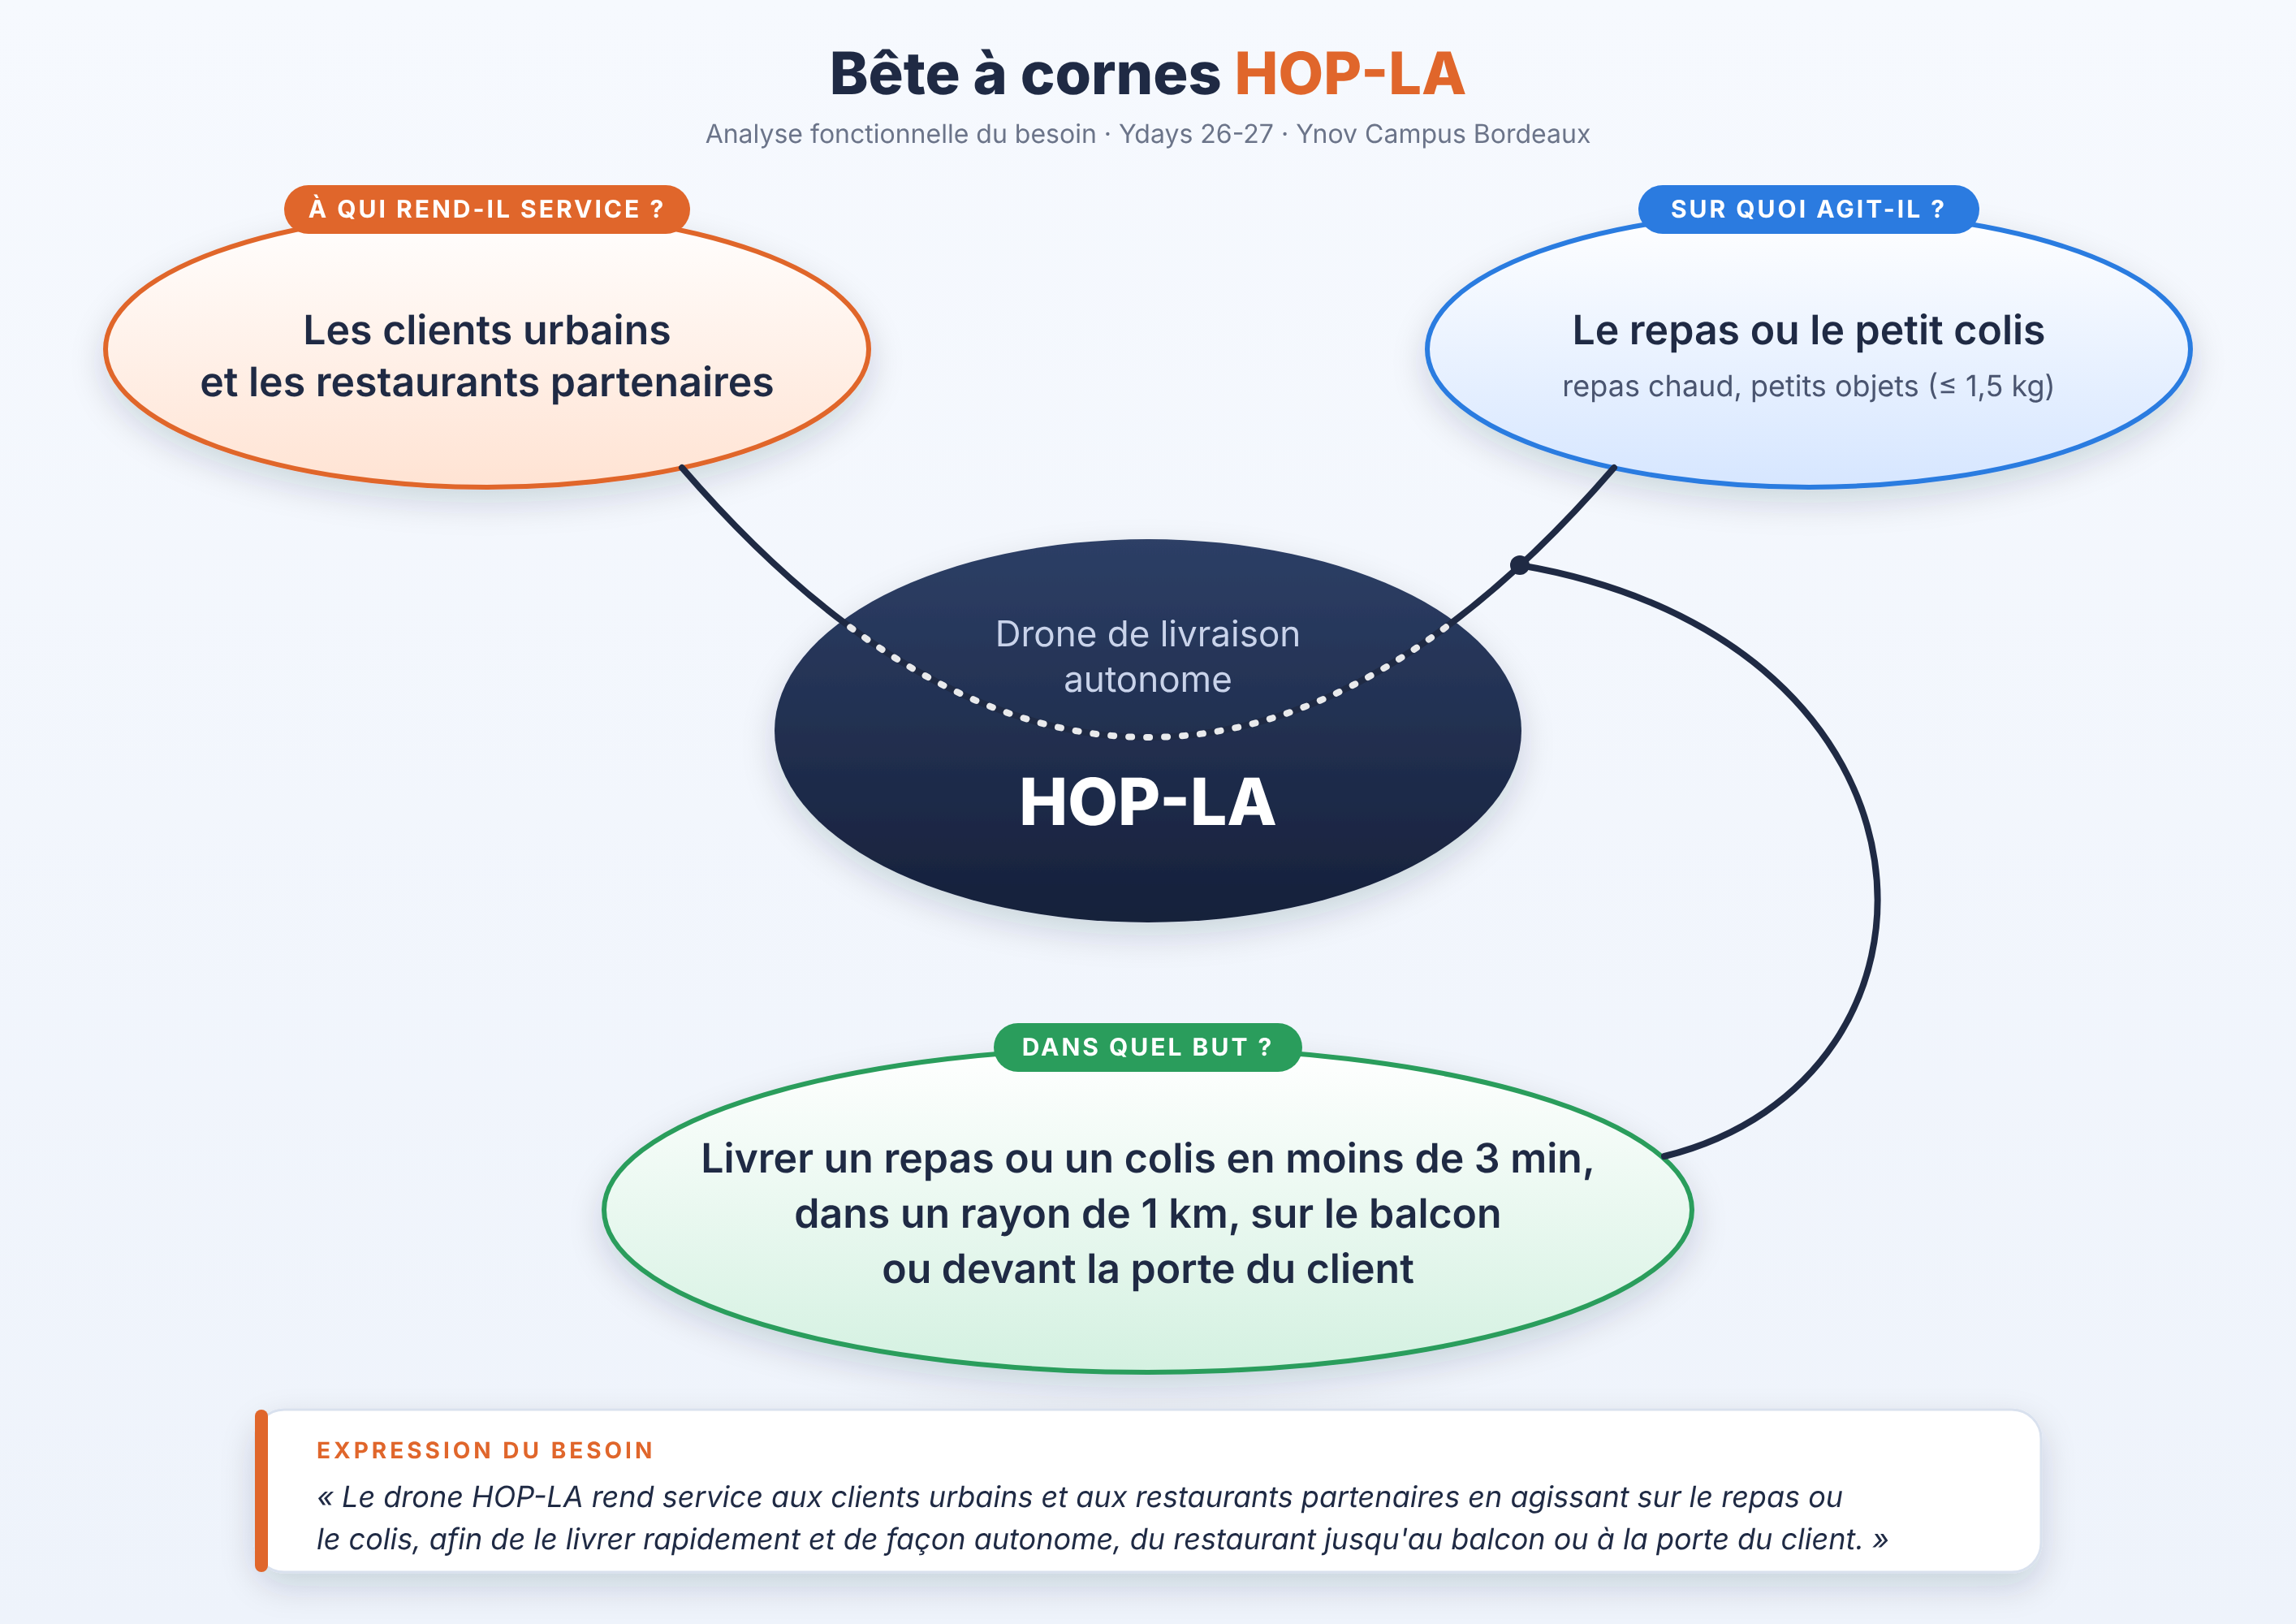 Bête à cornes HOP-LA
Analyse fonctionnelle du besoin · Ydays 26-27 · Ynov Campus Bordeaux
À QUI REND-IL SERVICE ?
Les clients urbains
et les restaurants partenaires
SUR QUOI AGIT-IL ?
Le repas ou le petit colis
repas chaud, petits objets (≤ 1,5 kg)
Drone de livraison
autonome
HOP-LA
DANS QUEL BUT ?
Livrer un repas ou un colis en moins de 3 min,
dans un rayon de 1 km, sur le balcon
ou devant la porte du client
EXPRESSION DU BESOIN
« Le drone HOP-LA rend service aux clients urbains et aux restaurants partenaires en agissant sur le repas ou
le colis, afin de le livrer rapidement et de façon autonome, du restaurant jusqu'au balcon ou à la porte du client. »